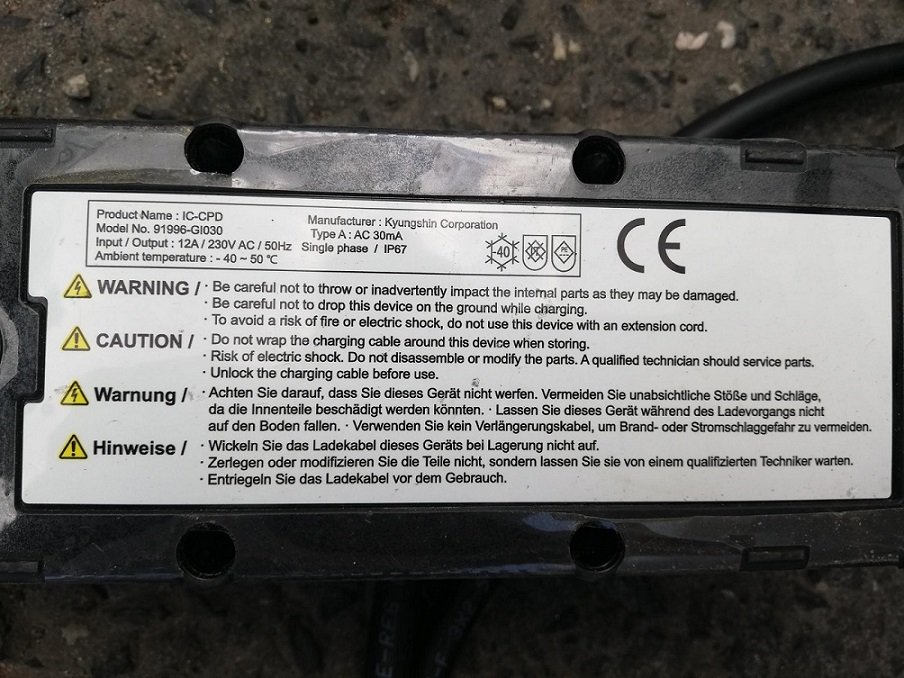 Product Name : IC-CPD
Manufacturer : Kyungshin Corporation
Model No. 91996-GI030
Type A : AC 30mA
Input / Output : 12A / 230V AC / 50Hz
Single phase / IP67
Ambient temperature : - 40 ~ 50 ℃
-40
CE
WARNING / · Be careful not to throw or inadvertently impact the internal parts as they may be damaged.
· Be careful not to drop this device on the ground while charging.
· To avoid a risk of fire or electric shock, do not use this device with an extension cord.
CAUTION / · Do not wrap the charging cable around this device when storing.
· Risk of electric shock. Do not disassemble or modify the parts. A qualified technician should service parts.
· Unlock the charging cable before use.
Warnung / · Achten Sie darauf, dass Sie dieses Gerät nicht werfen. Vermeiden Sie unabsichtliche Stöße und Schläge,
da die Innenteile beschädigt werden könnten. · Lassen Sie dieses Gerät während des Ladevorgangs nicht
auf den Boden fallen. · Verwenden Sie kein Verlängerungskabel, um Brand- oder Stromschlaggefahr zu vermeiden.
Hinweise / · Wickeln Sie das Ladekabel dieses Geräts bei Lagerung nicht auf.
· Zerlegen oder modifizieren Sie die Teile nicht, sondern lassen Sie sie von einem qualifizierten Techniker warten.
· Entriegeln Sie das Ladekabel vor dem Gebrauch.